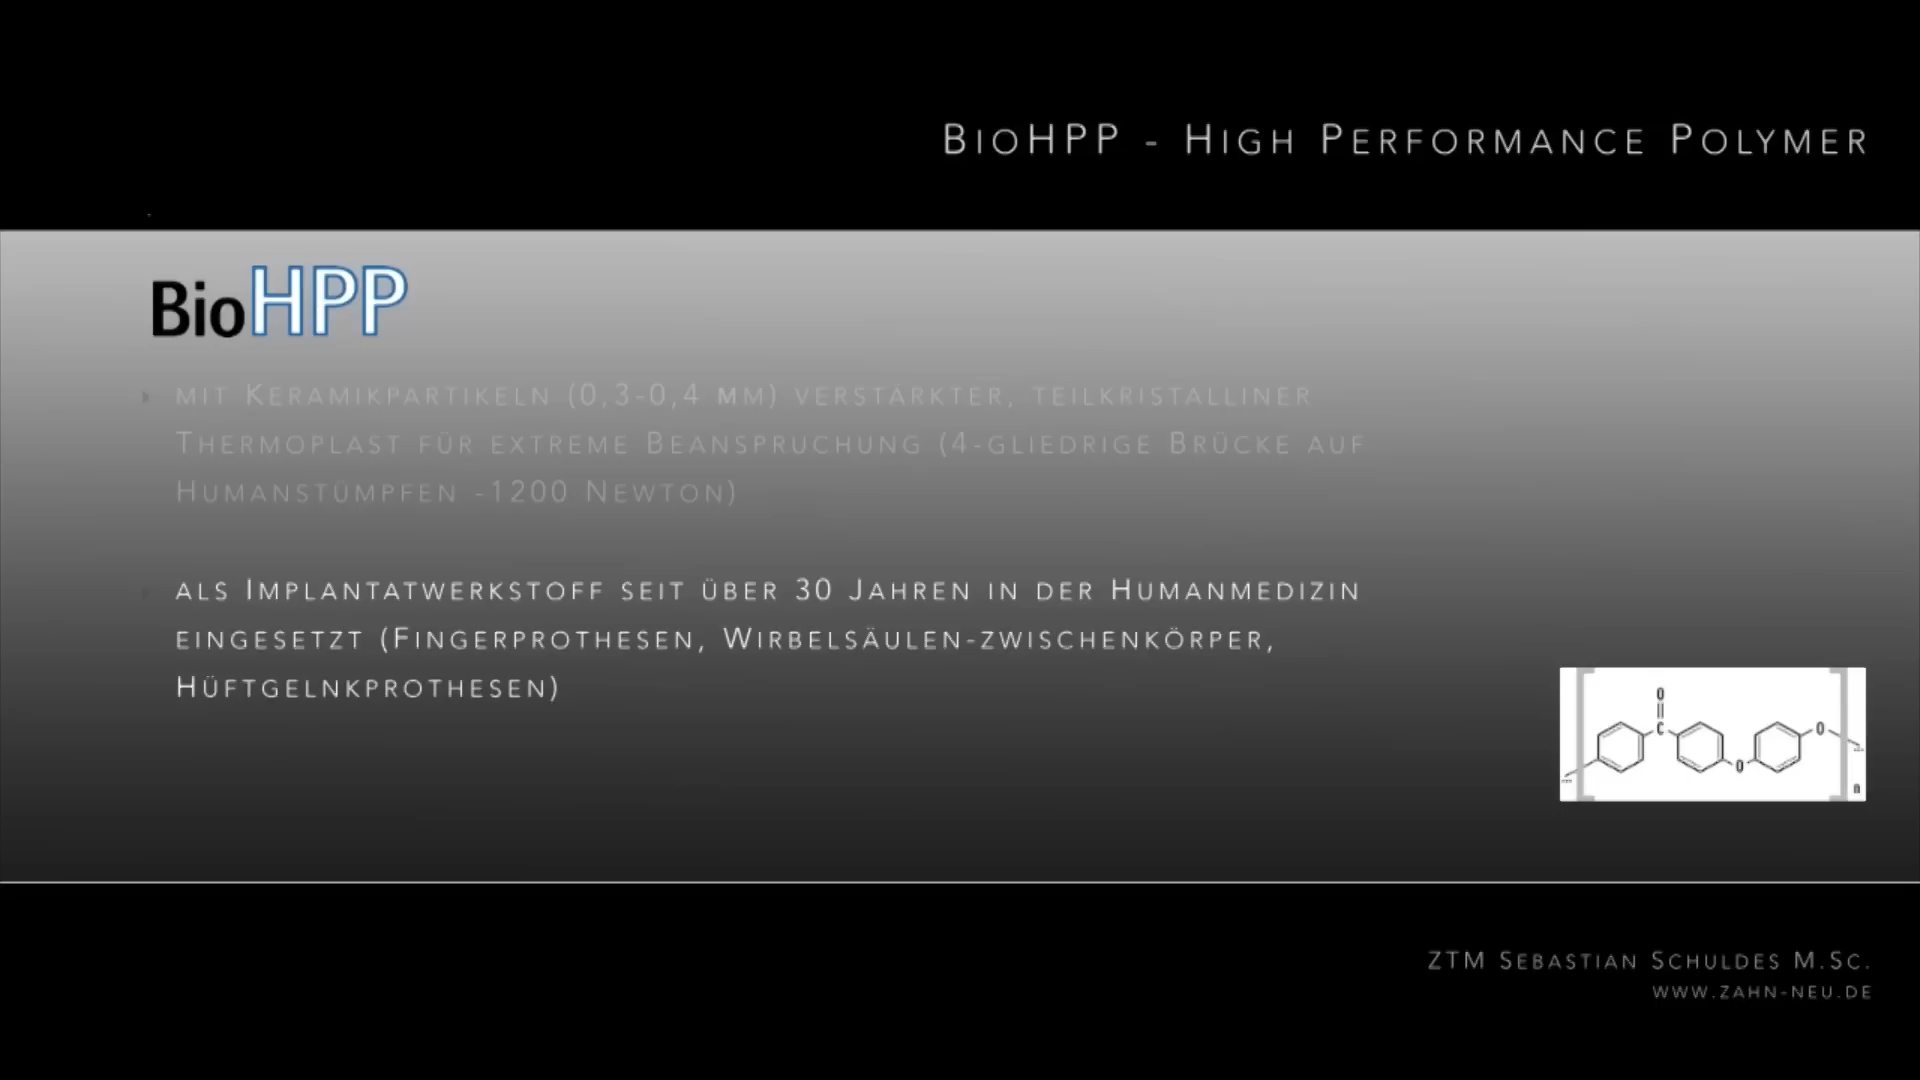 BioHPP - High Performance Polymer
BioHPP
mit Keramikpartikeln (0,3-0,4 mm) verstärkter, teilkristalliner
Thermoplast für extreme Beanspruchung (4-gliedrige Brücke auf
Humanstümpfen -1200 Newton)
als Implantatwerkstoff seit über 30 Jahren in der Humanmedizin
eingesetzt (Fingerprothesen, Wirbelsäulen-zwischenkörper,
Hüftgelnkprothesen)
O
C
O
O
n
ZTM Sebastian Schuldes M.Sc.
www.zahn-neu.de